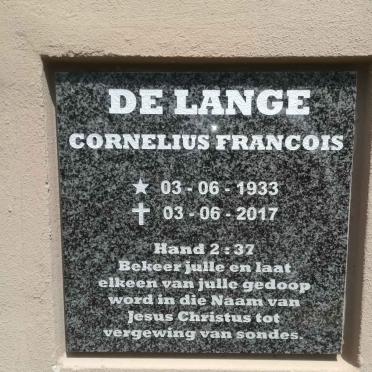 DE LANGE
CORNELIUS FRANCOIS
★ 03 - 06 - 1933
✝ 03 - 06 - 2017
Hand 2 : 37
Bekeer julle en laat
elkeen van julle gedoop
word in die Naam van
Jesus Christus tot
vergewing van sondes.